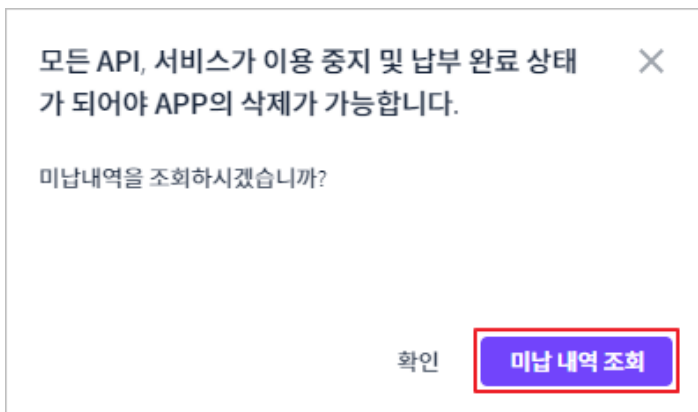 모든 API, 서비스가 이용 중지 및 납부 완료 상태
가 되어야 APP의 삭제가 가능합니다.
미납내역을 조회하시겠습니까?
확인
미납 내역 조회